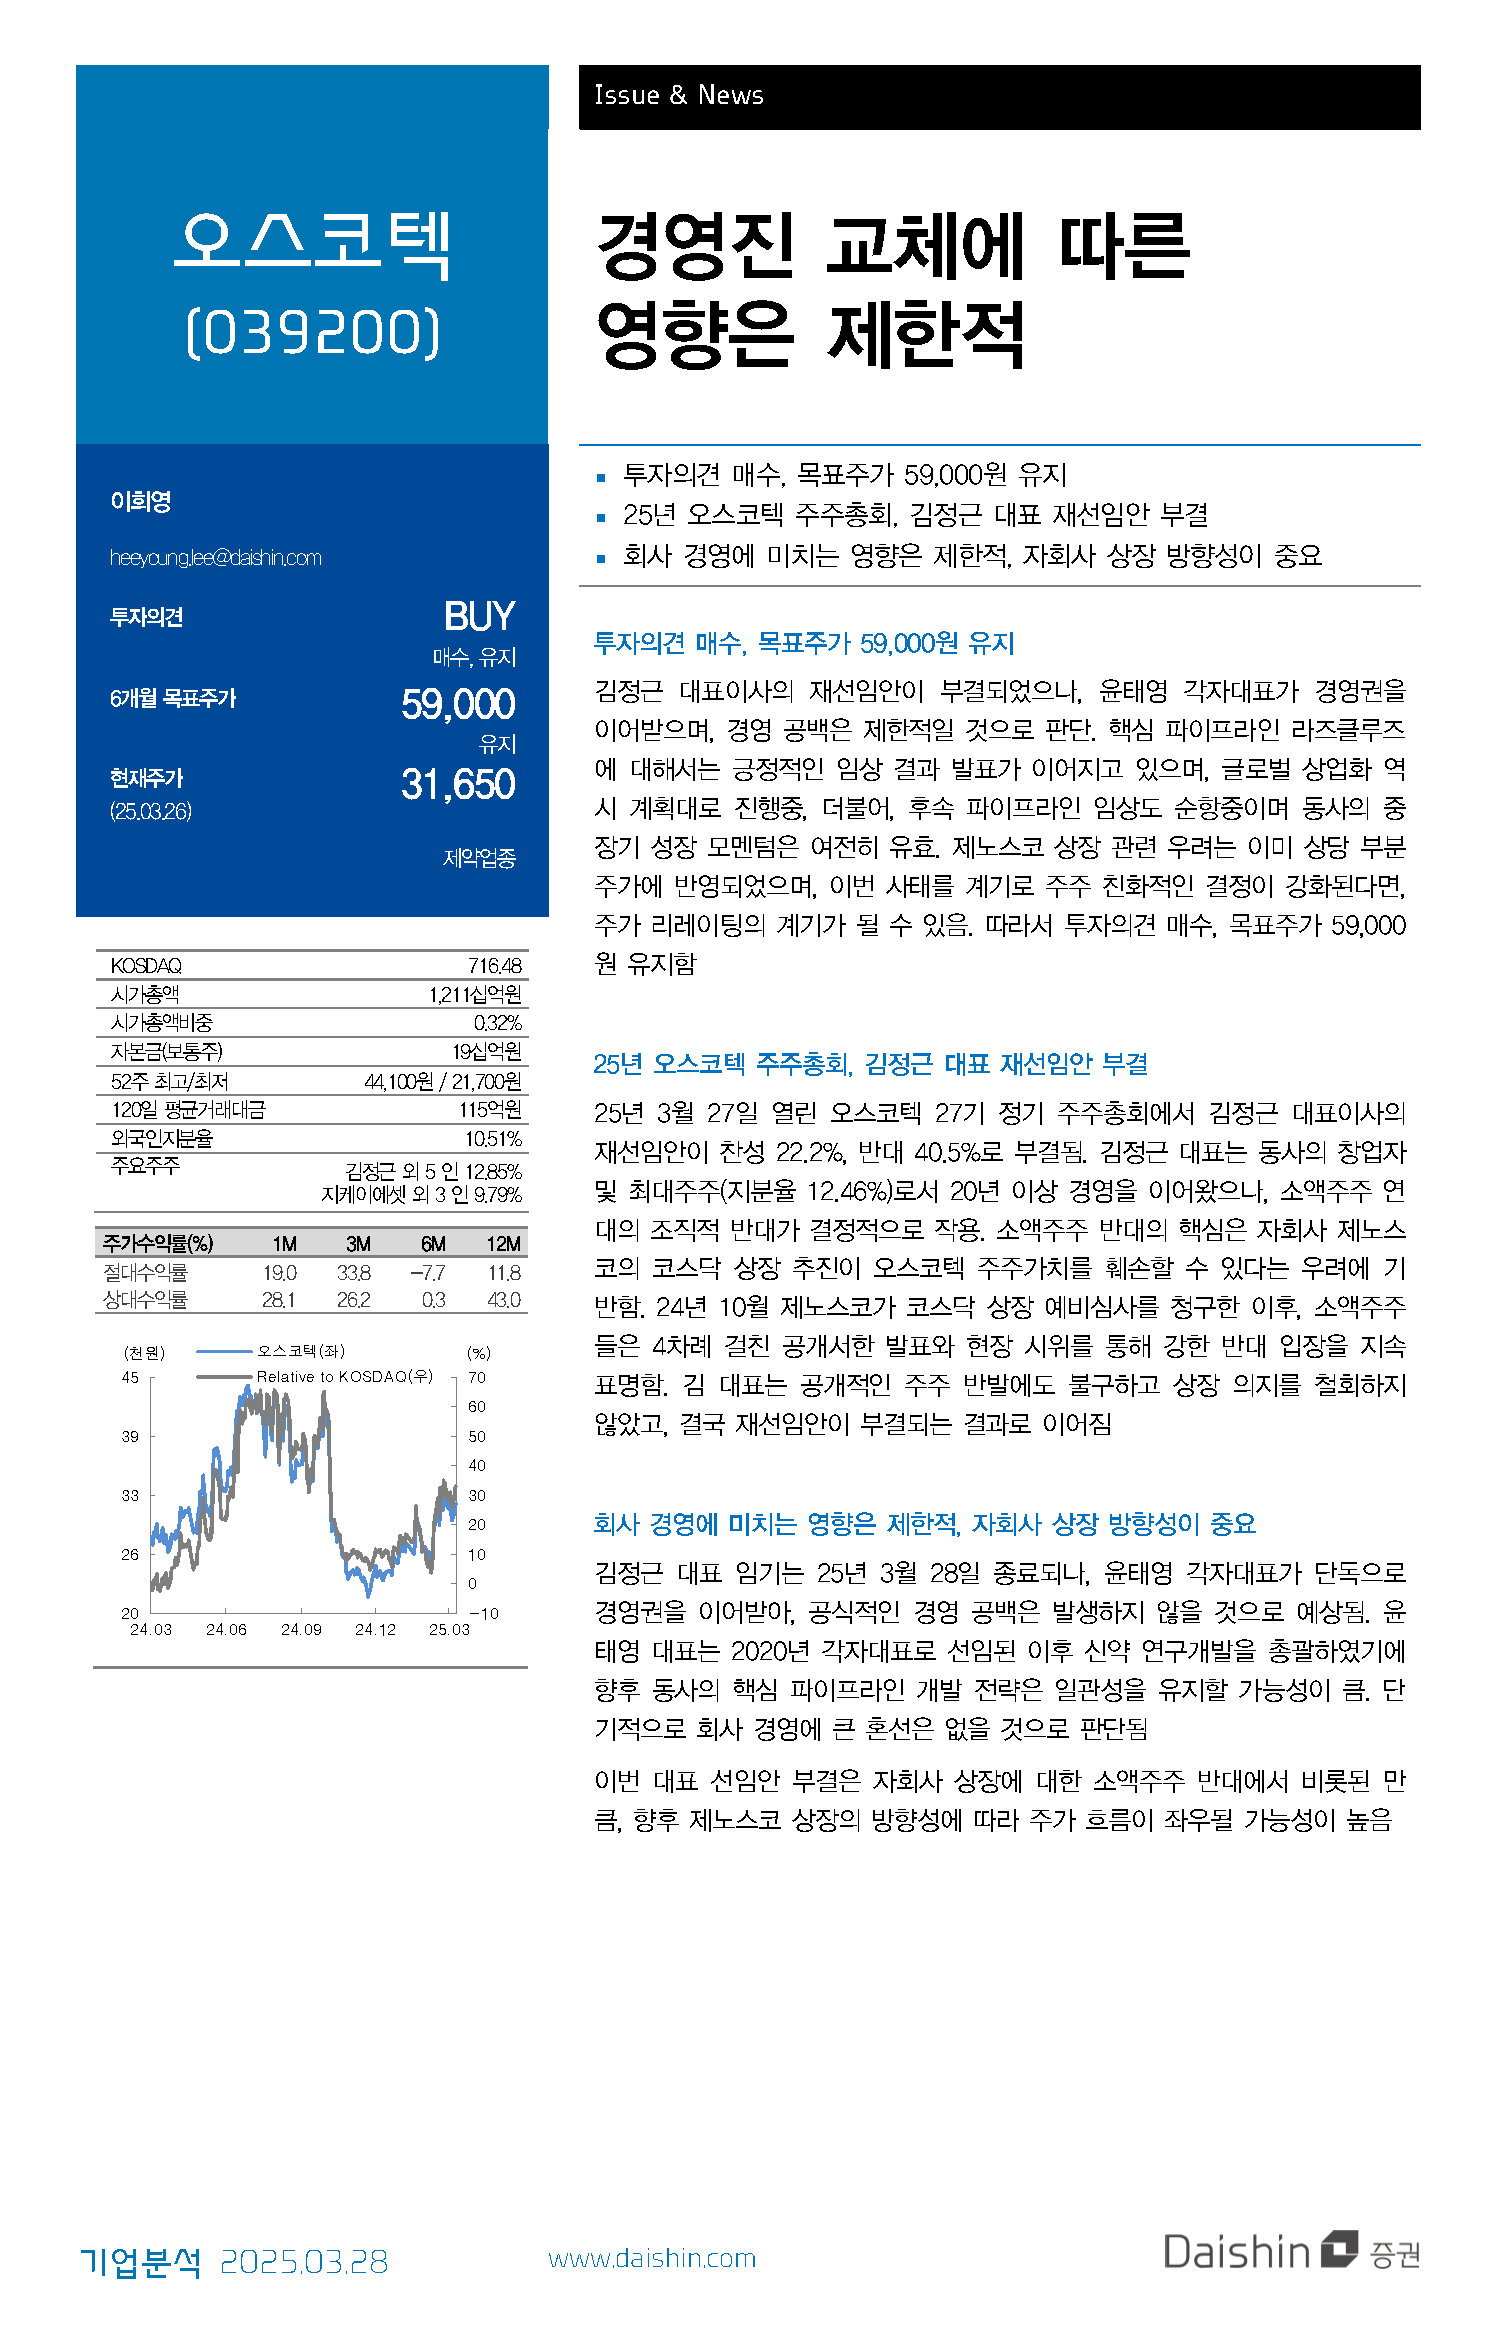 Issue & News
오스코텍
(039200)
경영진 교체에 따른
영향은 제한적
이희영
heeyoung.lee@daishin.com
투자의견 BUY
매수, 유지
6개월 목표주가 59,000
유지
현재주가 31,650
(25.03.26)
제약업종
KOSDAQ 716.48
시가총액 1,211십억원
시가총액비중 0.32%
자본금(보통주) 19십억원
52주 최고/최저 44,100원 / 21,700원
120일 평균거래대금 115억원
외국인지분율 10.51%
주요주주 김정근 외 5 인 12.85%
지케이에셋 외 3 인 9.79%
주가수익률(%) 1M 3M 6M 12M
절대수익률 19.0 33.8 -7.7 11.8
상대수익률 28.1 26.2 0.3 43.0
(천원) 오스코텍(좌) (%)
45 Relative to KOSDAQ(우) 70
60
39 50
40
33 30
20
26 10
0
20 -10
24.03 24.06 24.09 24.12 25.03
▪ 투자의견 매수, 목표주가 59,000원 유지
▪ 25년 오스코텍 주주총회, 김정근 대표 재선임안 부결
▪ 회사 경영에 미치는 영향은 제한적, 자회사 상장 방향성이 중요
투자의견 매수, 목표주가 59,000원 유지
김정근 대표이사의 재선임안이 부결되었으나, 윤태영 각자대표가 경영권을
이어받으며, 경영 공백은 제한적일 것으로 판단. 핵심 파이프라인 라즈클루즈
에 대해서는 긍정적인 임상 결과 발표가 이어지고 있으며, 글로벌 상업화 역
시 계획대로 진행중, 더불어, 후속 파이프라인 임상도 순항중이며 동사의 중
장기 성장 모멘텀은 여전히 유효. 제노스코 상장 관련 우려는 이미 상당 부분
주가에 반영되었으며, 이번 사태를 계기로 주주 친화적인 결정이 강화된다면,
주가 리레이팅의 계기가 될 수 있음. 따라서 투자의견 매수, 목표주가 59,000
원 유지함
25년 오스코텍 주주총회, 김정근 대표 재선임안 부결
25년 3월 27일 열린 오스코텍 27기 정기 주주총회에서 김정근 대표이사의
재선임안이 찬성 22.2%, 반대 40.5%로 부결됨. 김정근 대표는 동사의 창업자
및 최대주주(지분율 12.46%)로서 20년 이상 경영을 이어왔으나, 소액주주 연
대의 조직적 반대가 결정적으로 작용. 소액주주 반대의 핵심은 자회사 제노스
코의 코스닥 상장 추진이 오스코텍 주주가치를 훼손할 수 있다는 우려에 기
반함. 24년 10월 제노스코가 코스닥 상장 예비심사를 청구한 이후, 소액주주
들은 4차례 걸친 공개서한 발표와 현장 시위를 통해 강한 반대 입장을 지속
표명함. 김 대표는 공개적인 주주 반발에도 불구하고 상장 의지를 철회하지
않았고, 결국 재선임안이 부결되는 결과로 이어짐
회사 경영에 미치는 영향은 제한적, 자회사 상장 방향성이 중요
김정근 대표 임기는 25년 3월 28일 종료되나, 윤태영 각자대표가 단독으로
경영권을 이어받아, 공식적인 경영 공백은 발생하지 않을 것으로 예상됨. 윤
태영 대표는 2020년 각자대표로 선임된 이후 신약 연구개발을 총괄하였기에
향후 동사의 핵심 파이프라인 개발 전략은 일관성을 유지할 가능성이 큼. 단
기적으로 회사 경영에 큰 혼선은 없을 것으로 판단됨
이번 대표 선임안 부결은 자회사 상장에 대한 소액주주 반대에서 비롯된 만
큼, 향후 제노스코 상장의 방향성에 따라 주가 흐름이 좌우될 가능성이 높음
기업분석 2025.03.28
www.daishin.com
Daishin 증권